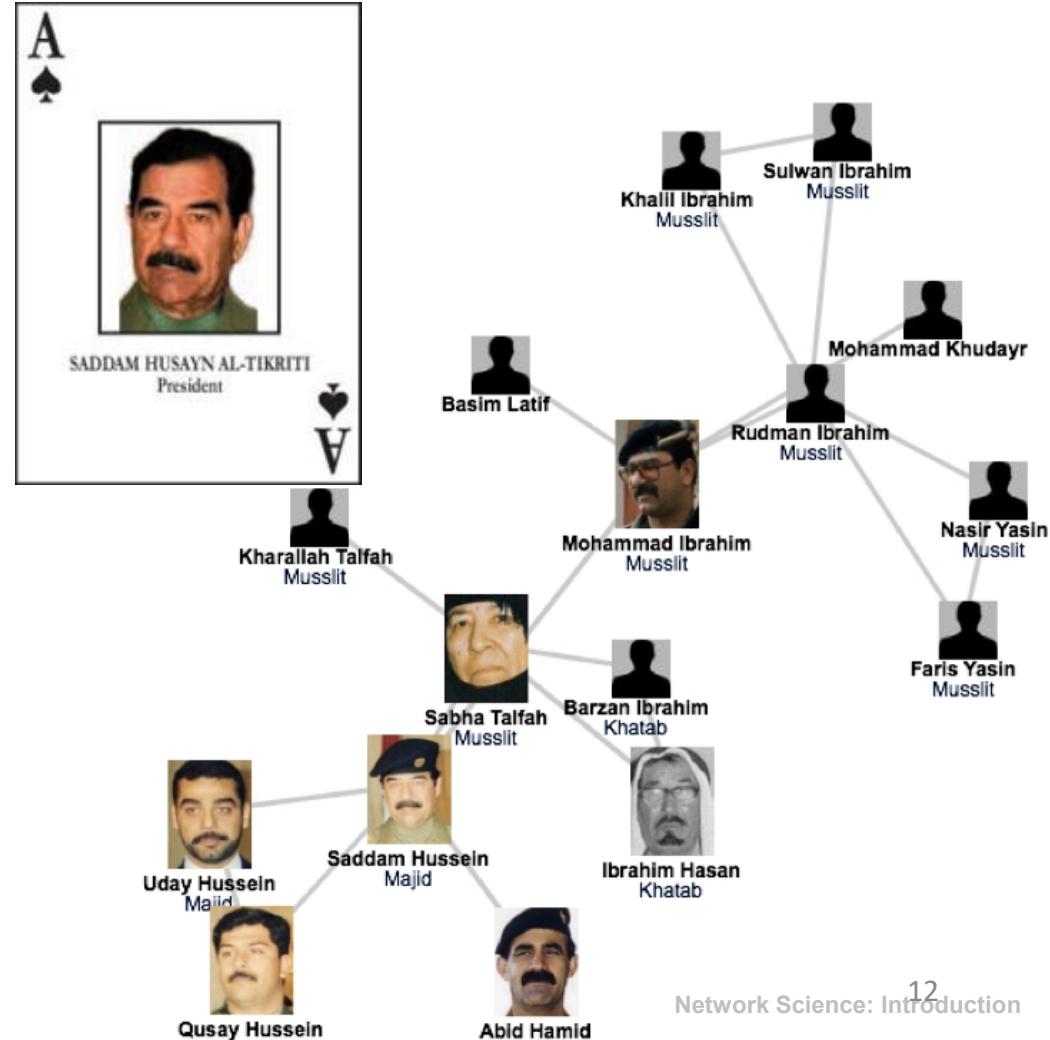 A
SADDAM HUSAYN AL-TIKRITI
President
A
Sulwan Ibrahim
Musslit
Khalil Ibrahim
Musslit
Mohammad Khudayr
Basim Latif
Rudman Ibrahim
Musslit
Nasir Yasin
Musslit
Mohammad Ibrahim
Musslit
Kharallah Talfah
Musslit
Faris Yasin
Musslit
Sabha Talfah
Musslit
Barzan Ibrahim
Khatab
Saddam Hussein
Majid
Ibrahim Hasan
Khatab
Uday Hussein
Majid
Qusay Hussein
Abid Hamid
12
Network Science: Introduction